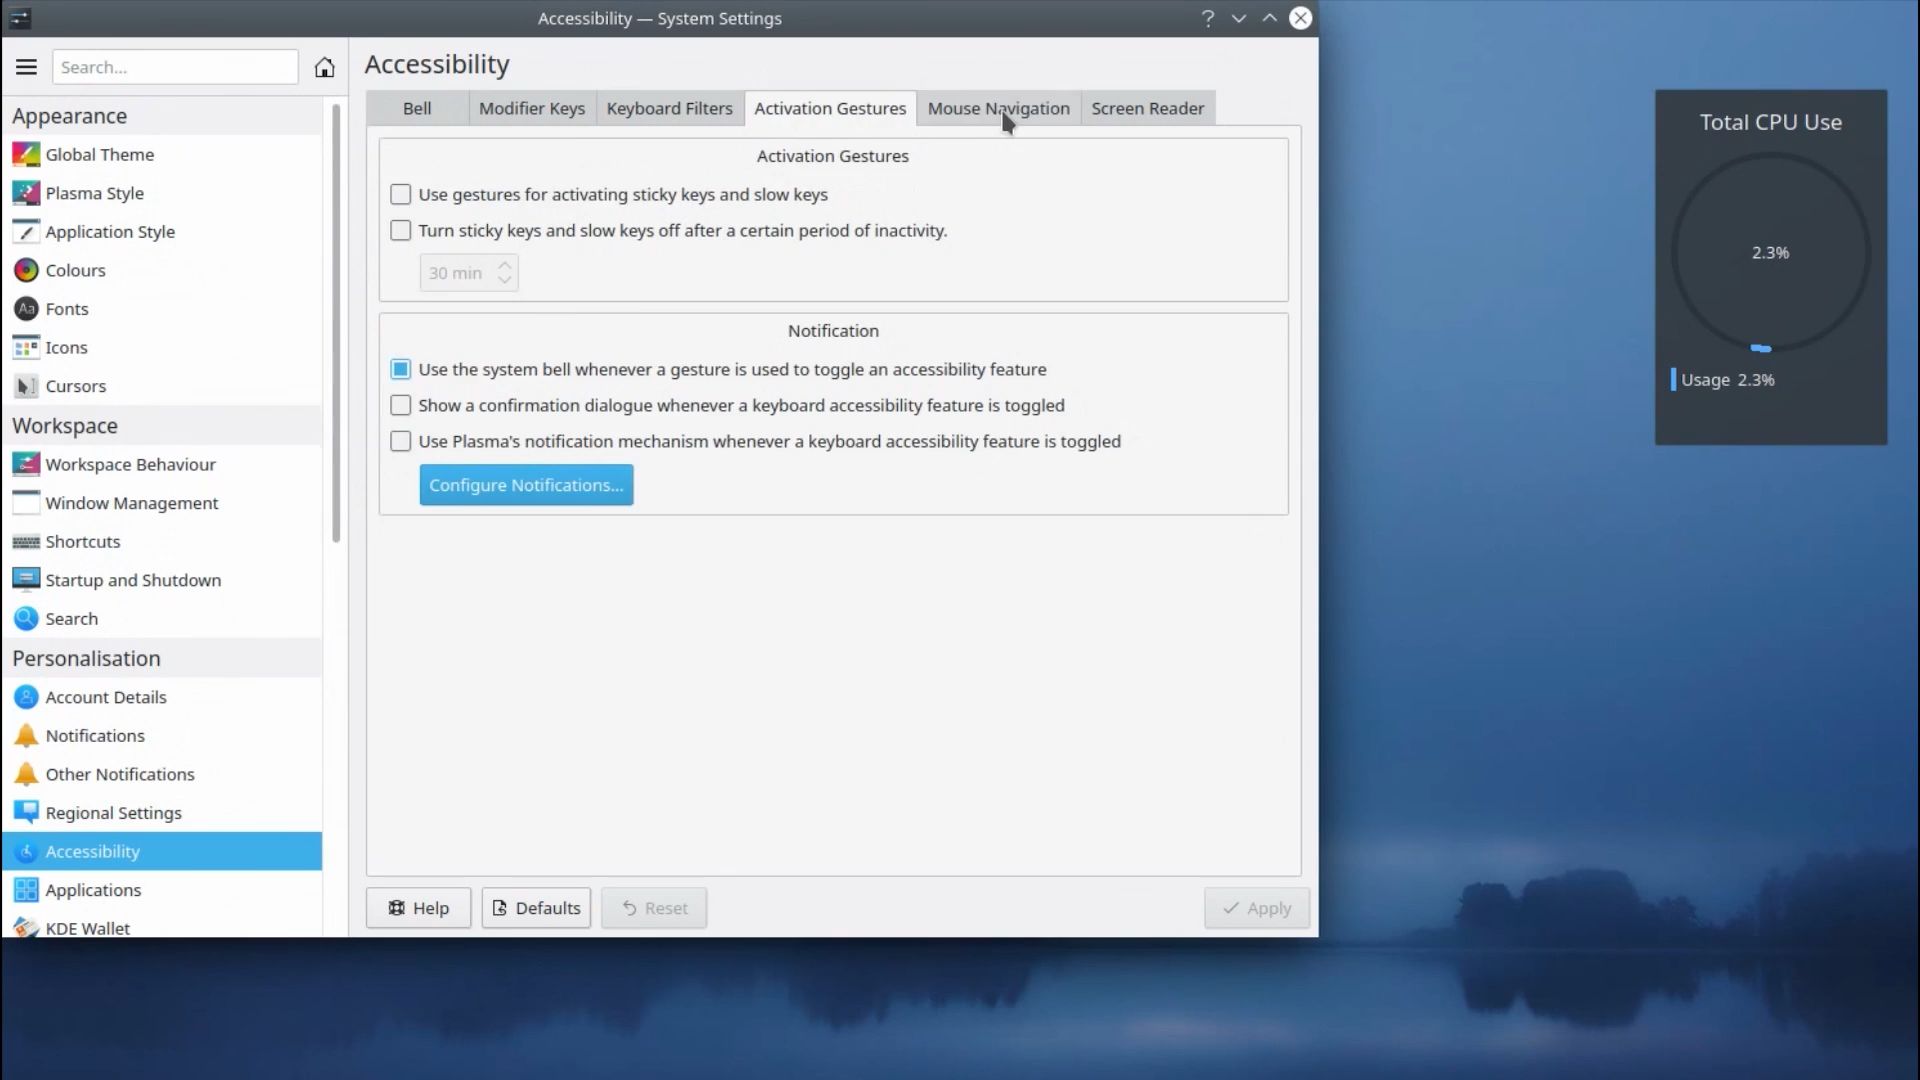 Accessibility — System Settings
Search...
Accessibility
Bell
Modifier Keys
Keyboard Filters
Activation Gestures
Mouse Navigation
Screen Reader
Appearance
Global Theme
Plasma Style
Application Style
Colours
Aa Fonts
Icons
Cursors
Workspace
Workspace Behaviour
Window Management
Shortcuts
Startup and Shutdown
Search
Personalisation
Account Details
Notifications
Other Notifications
Regional Settings
Accessibility
Applications
KDE Wallet
Activation Gestures
Use gestures for activating sticky keys and slow keys
Turn sticky keys and slow keys off after a certain period of inactivity.
30 min
Notification
Use the system bell whenever a gesture is used to toggle an accessibility feature
Show a confirmation dialogue whenever a keyboard accessibility feature is toggled
Use Plasma's notification mechanism whenever a keyboard accessibility feature is toggled
Configure Notifications...
Help
Defaults
Reset
Apply
Total CPU Use
2.3%
Usage 2.3%